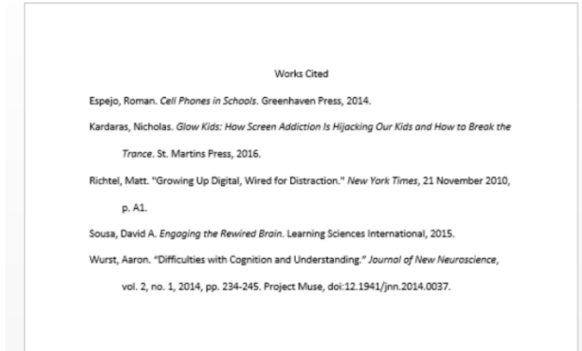 Works Cited
Espejo, Roman. Cell Phones in Schools. Greenhaven Press, 2014.
Kardaras, Nicholas. Glow Kids: How Screen Addiction Is Hijacking Our Kids and How to Break the
Trance. St. Martins Press, 2016.
Richtel, Matt. "Growing Up Digital, Wired for Distraction." New York Times, 21 November 2010,
p. A1.
Sousa, David A. Engaging the Rewired Brain. Learning Sciences International, 2015.
Wurst, Aaron. “Difficulties with Cognition and Understanding.” Journal of New Neuroscience,
vol. 2, no. 1, 2014, pp. 234-245. Project Muse, doi:12.1941/jnn.2014.0037.